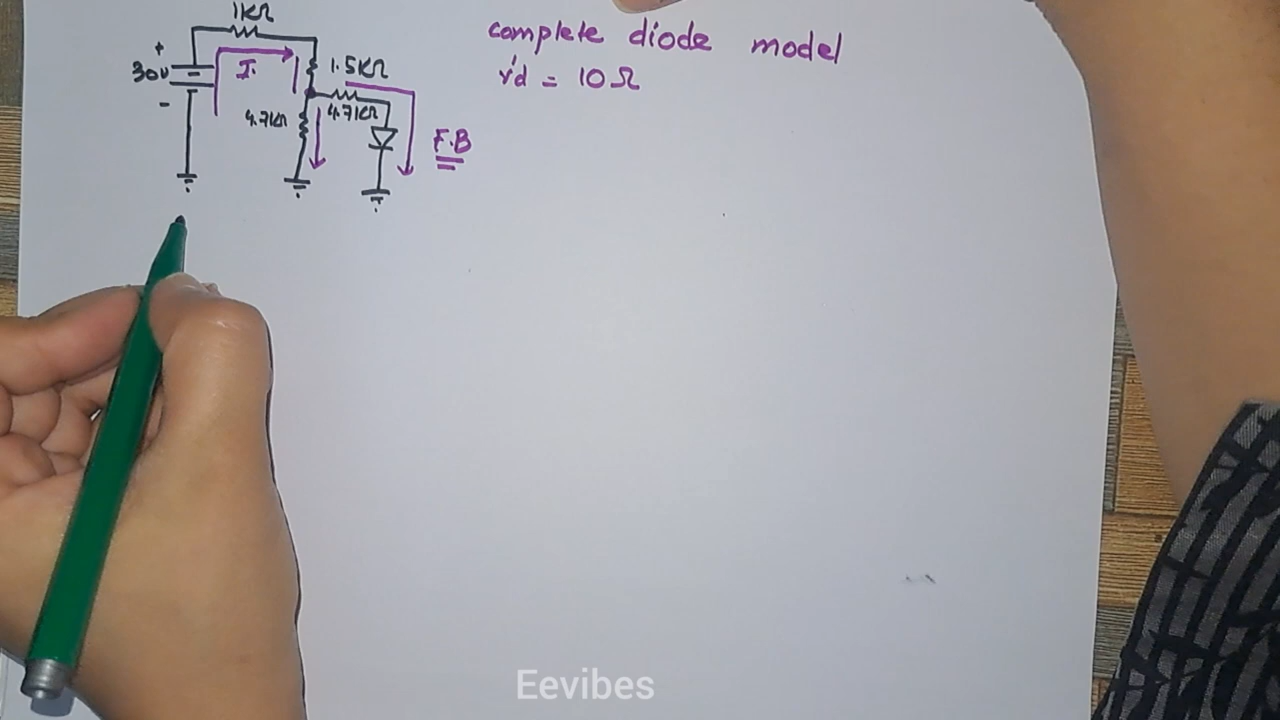 1KΩ
+
30V
I.
1.5KΩ
-
4.7KΩ
4.7KΩ
F.B
complete diode model
r'd = 10Ω
Eevibes